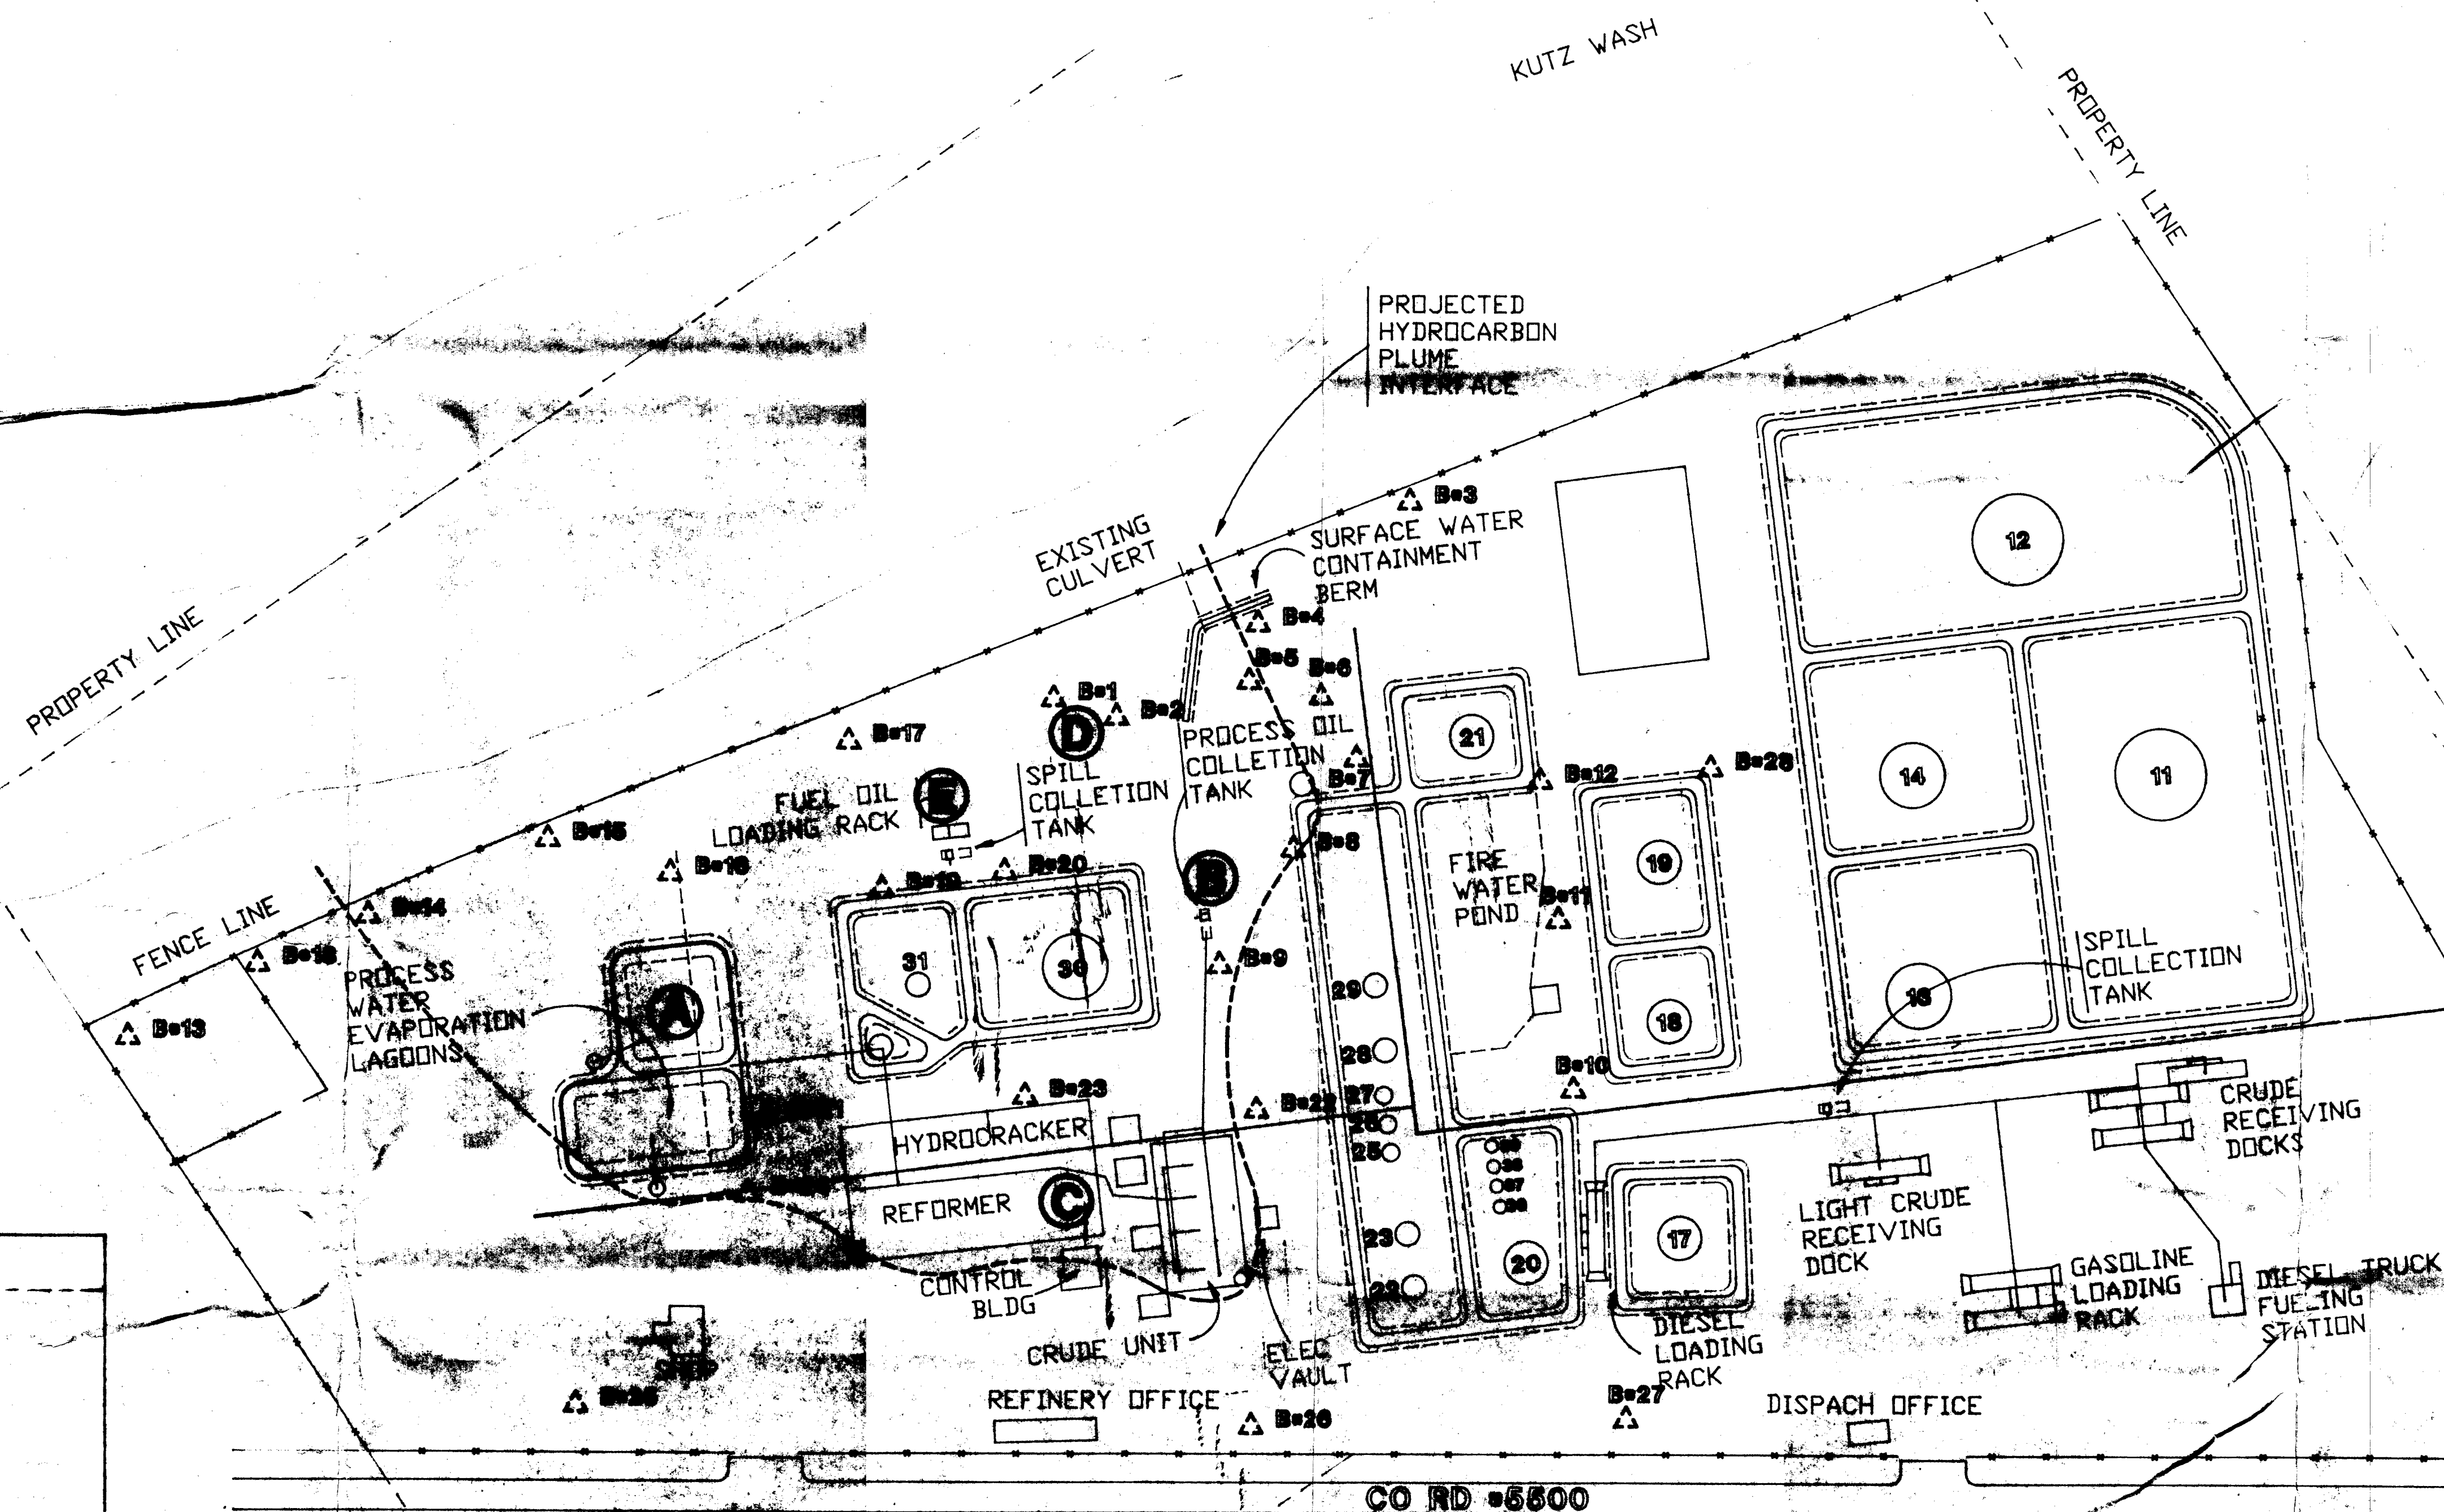 KUTZ WASH
PROPERTY LINE
PROJECTED
HYDROCARBON
PLUME
INTERFACE
B#3
SURFACE WATER
CONTAINMENT
BERM
EXISTING
CULVERT
12
B#4
B#5
B#6
PROPERTY LINE
B#1
B#2
D
B#17
PROCESS OIL
COLLETION
TANK
B#7
21
B#12
B#28
14
11
E
FUEL OIL
LOADING RACK
SPILL
COLLETION
TANK
B#15
B#8
B#20
B
FIRE
WATER
POND
19
B#11
B#14
FENCE LINE
B#9
SPILL
COLLECTION
TANK
PROCESS
WATER
EVAPORATION
LAGOONS
31
30
29
A
18
B#13
28
B#10
B#23
27
25
CRUDE
RECEIVING
DOCKS
HYDROCRACKER
REFORMER
C
23
20
17
LIGHT CRUDE
RECEIVING
DOCK
GASOLINE
LOADING
RACK
DIESEL TRUCK
FUELING
STATION
CONTROL
BLDG
CRUDE UNIT
ELEC
VAULT
DIESEL
LOADING
RACK
REFINERY OFFICE
B#26
B#27
DISPACH OFFICE
CO RD #5500